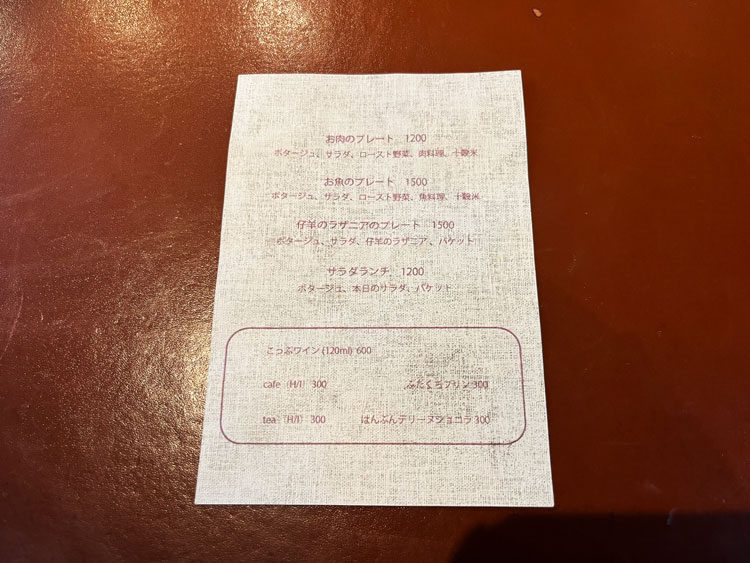 お肉のプレート 1200
ポタージュ、サラダ、ロースト野菜、肉料理、十穀米
お魚のプレート 1500
ポタージュ、サラダ、ロースト野菜、魚料理、十穀米
仔羊のラザニアのプレート 1500
ポタージュ、サラダ、仔羊のラザニア、バケット
サラダランチ 1200
ポタージュ、本日のサラダ、バケット
こっぷワイン (120ml) 600
cafe (H/I) 300 ふたくちプリン 300
tea (H/I) 300 はんぶんテリーヌショコラ 300